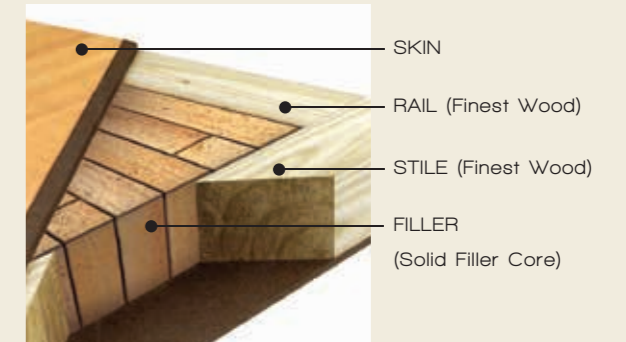 SKIN
RAIL (Finest Wood)
STILE (Finest Wood)
FILLER
(Solid Filler Core)